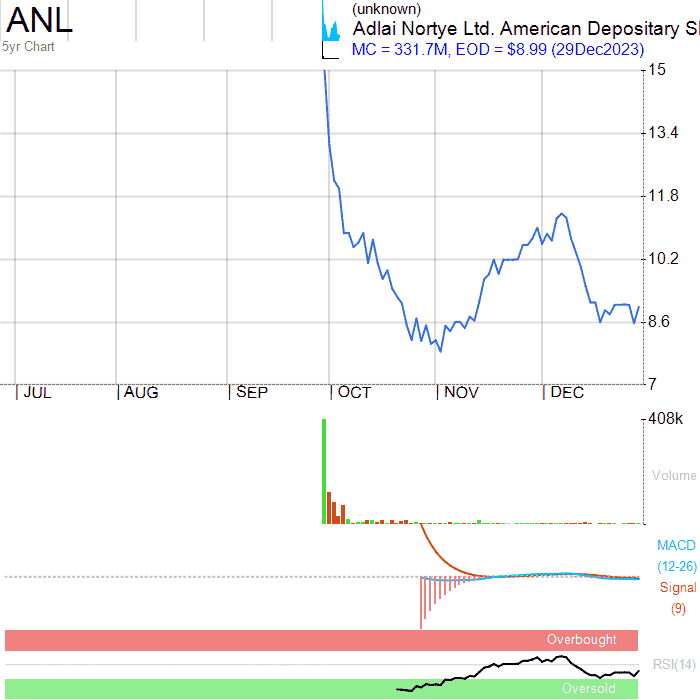 ANL
(unknown)
Adlai Nortye Ltd. American Depositary
5yr Chart
MC = 331.7M, EOD = $8.99 (29Dec2023)
15
13.4
11.8
10.2
8.6
7
JUL AUG SEP OCT NOV DEC
408k
Volume
MACD
(12-26)
Signal
(9)
Overbought
RSI(14)
Oversold